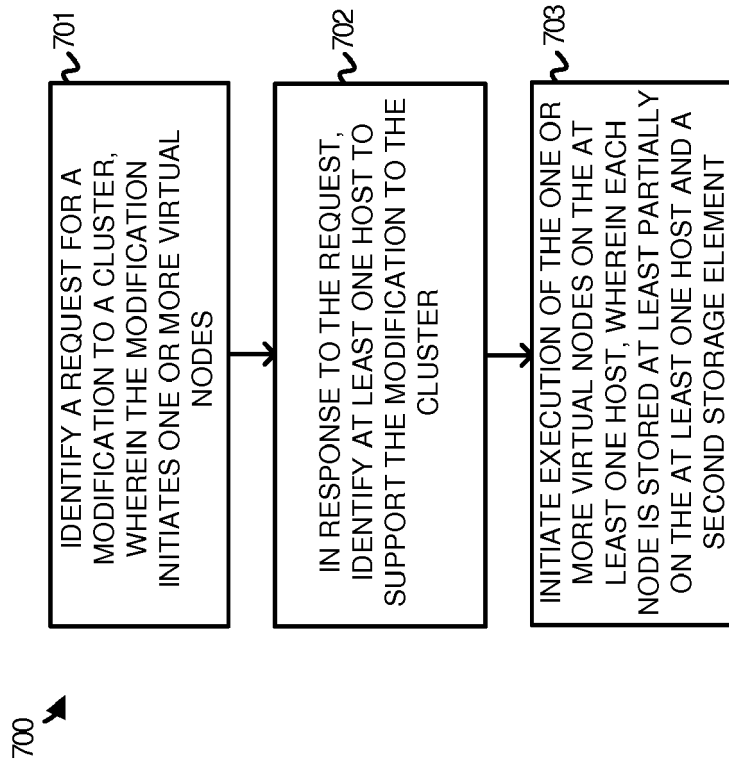 700
701
IDENTIFY A REQUEST FOR A
MODIFICATION TO A CLUSTER,
WHEREIN THE MODIFICATION
INITIATES ONE OR MORE VIRTUAL
NODES
702
IN RESPONSE TO THE REQUEST,
IDENTIFY AT LEAST ONE HOST TO
SUPPORT THE MODIFICATION TO THE
CLUSTER
703
INITIATE EXECUTION OF THE ONE OR
MORE VIRTUAL NODES ON THE AT
LEAST ONE HOST, WHEREIN EACH
NODE IS STORED AT LEAST PARTIALLY
ON THE AT LEAST ONE HOST AND A
SECOND STORAGE ELEMENT